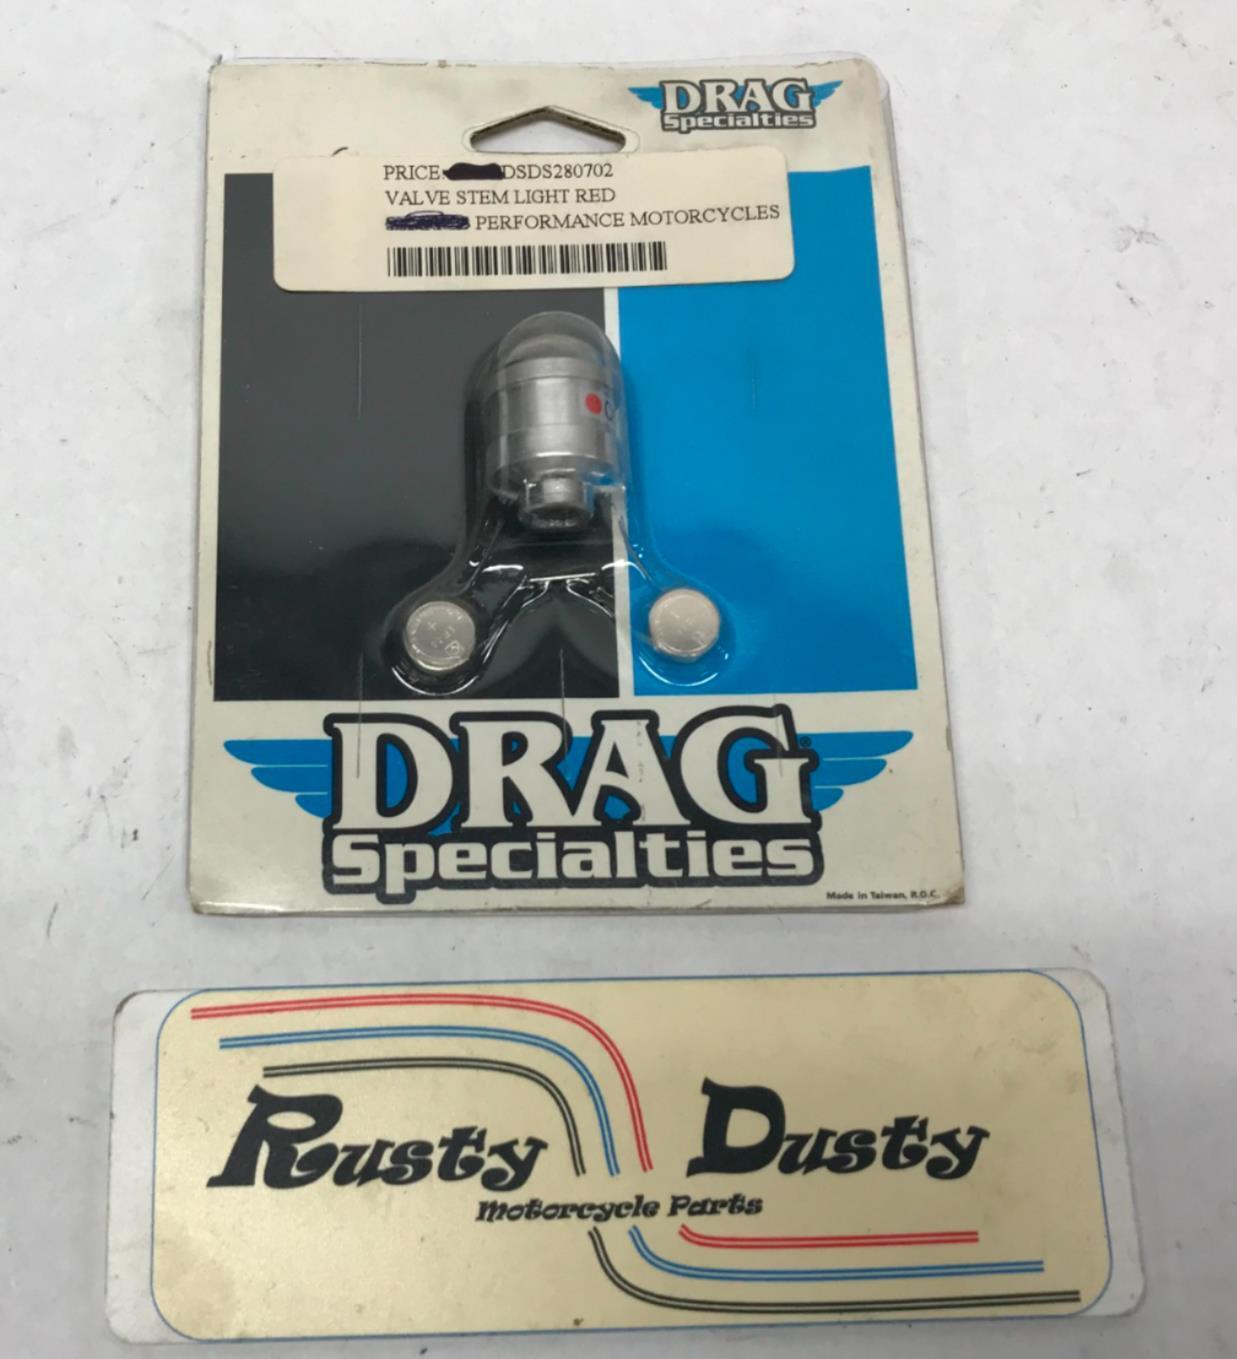 DRAG
Specialties
PRICE: DSDS280702
VALVE STEM LIGHT RED
PERFORMANCE MOTORCYCLES
DRAG®
Specialties
Made in Taiwan, R.O.C.
Rusty Dusty
Motorcycle Parts